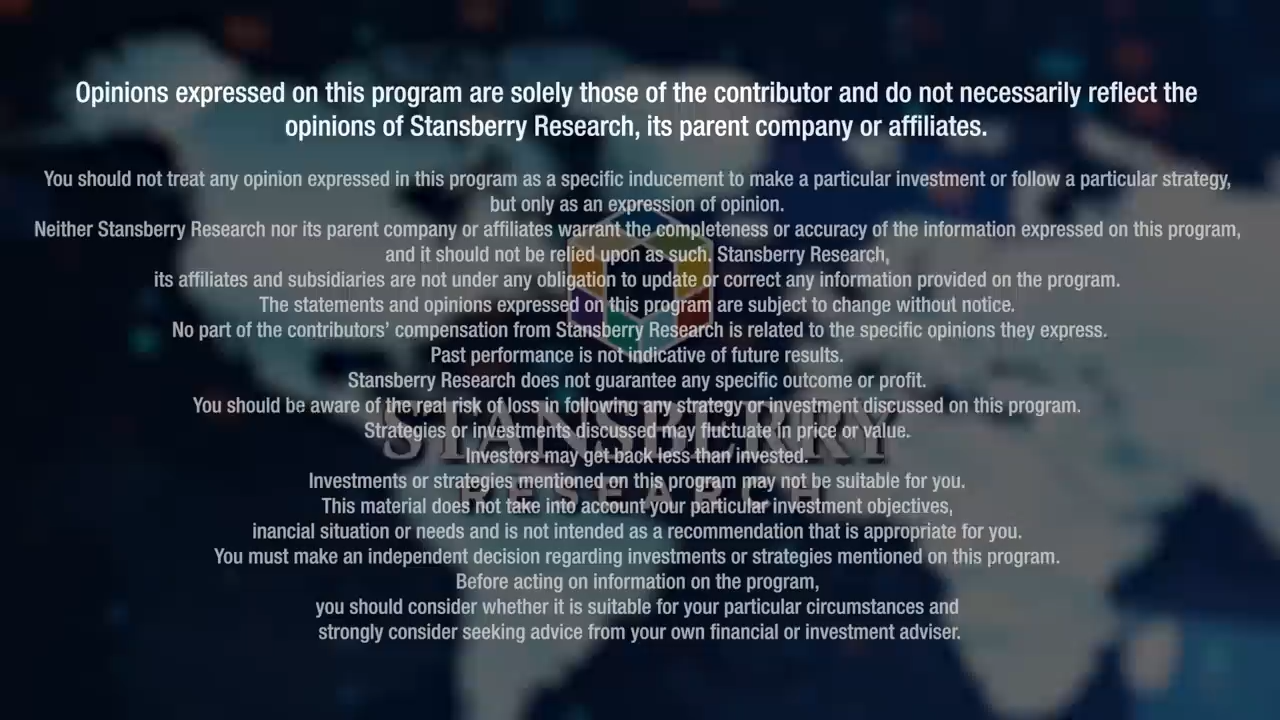 Opinions expressed on this program are solely those of the contributor and do not necessarily reflect the
opinions of Stansberry Research, its parent company or affiliates.
You should not treat any opinion expressed in this program as a specific inducement to make a particular investment or follow a particular strategy,
but only as an expression of opinion.
Neither Stansberry Research nor its parent company or affiliates warrant the completeness or accuracy of the information expressed on this program,
and it should not be relied upon as such. Stansberry Research,
its affiliates and subsidiaries are not under any obligation to update or correct any information provided on the program.
The statements and opinions expressed on this program are subject to change without notice.
No part of the contributors’ compensation from Stansberry Research is related to the specific opinions they express.
Past performance is not indicative of future results.
Stansberry Research does not guarantee any specific outcome or profit.
You should be aware of the real risk of loss in following any strategy or investment discussed on this program.
STANSBERRY
Strategies or investments discussed may fluctuate in price or value.
Investors may get back less than invested.
Investments or strategies mentioned on this program may not be suitable for you.
RESEARCH
This material does not take into account your particular investment objectives,
inancial situation or needs and is not intended as a recommendation that is appropriate for you.
You must make an independent decision regarding investments or strategies mentioned on this program.
Before acting on information on the program,
you should consider whether it is suitable for your particular circumstances and
strongly consider seeking advice from your own financial or investment adviser.